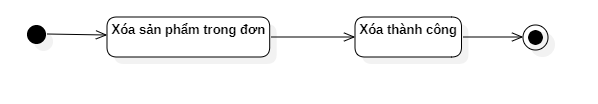 Xóa sản phẩm trong đơn
Xóa thành công